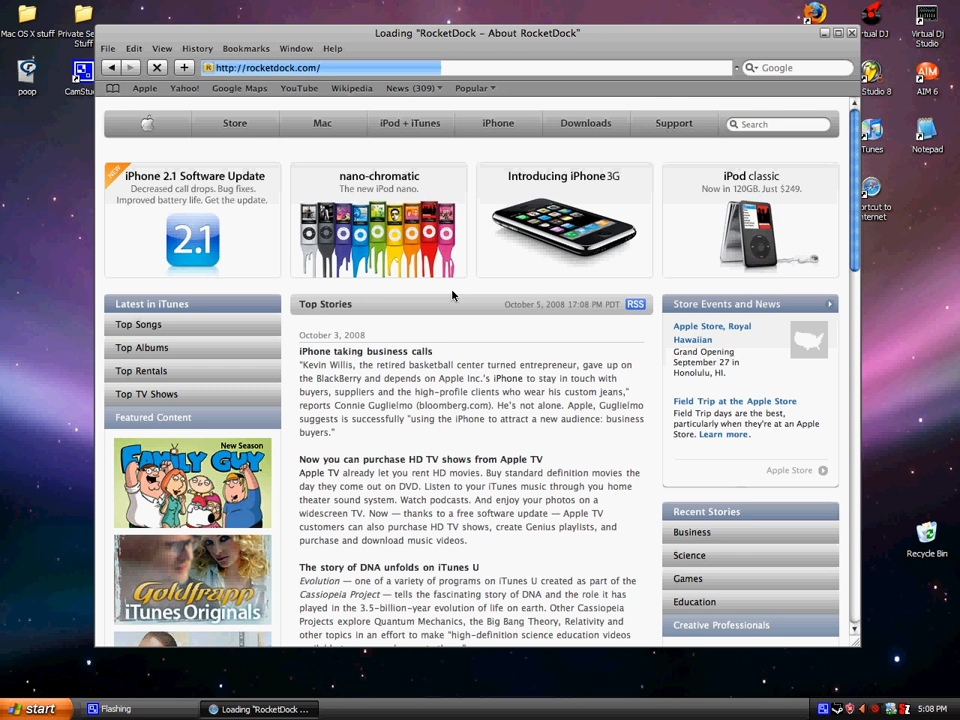 Mac OS X stuff
Private Se
Stuff
poop
CamStu
Virtual DJ
Studio
AIM 6
Notepad
Recycle Bin
Loading "RocketDock - About RocketDock"
File Edit View History Bookmarks Window Help
http://rocketdock.com/
Google
Apple Yahoo! Google Maps YouTube Wikipedia News (309) Popular
Store Mac iPod + iTunes iPhone Downloads Support Search
NEW
iPhone 2.1 Software Update
Decreased call drops. Bug fixes.
Improved battery life. Get the update.
2.1
nano-chromatic
The new iPod nano.
Introducing iPhone 3G
iPod classic
Now in 120GB. Just $249.
Latest in iTunes
Top Songs
Top Albums
Top Rentals
Top TV Shows
Featured Content
New Season
FAMILY GUY
Goldfrapp
iTunes Originals
Top Stories October 5, 2008 17:08 PM PDT RSS
October 3, 2008
iPhone taking business calls
"Kevin Willis, the retired basketball center turned entrepreneur, gave up on
the BlackBerry and depends on Apple Inc.'s iPhone to stay in touch with
buyers, suppliers and the high-profile clients who wear his custom jeans,"
reports Connie Guglielmo (bloomberg.com). He's not alone. Apple, Guglielmo
suggests is successfully "using the iPhone to attract a new audience: business
buyers."
Now you can purchase HD TV shows from Apple TV
Apple TV already let you rent HD movies. Buy standard definition movies the
day they come out on DVD. Listen to your iTunes music through you home
theater sound system. Watch podcasts. And enjoy your photos on a
widescreen TV. Now — thanks to a free software update — Apple TV
customers can also purchase HD TV shows, create Genius playlists, and
purchase and download music videos.
The story of DNA unfolds on iTunes U
Evolution — one of a variety of programs on iTunes U created as part of the
Cassiopeia Project — tells the fascinating story of DNA and the role it has
played in the 3.5-billion-year evolution of life on earth. Other Cassiopeia
Projects explore Quantum Mechanics, the Big Bang Theory, Relativity and
other topics in an effort to make "high-definition science education videos
Store Events and News
Apple Store, Royal
Hawaiian
Grand Opening
September 27 in
Honolulu, HI.
Field Trip at the Apple Store
Field Trip days are the best,
particularly when they're at an Apple
Store. Learn more.
Apple Store
Recent Stories
Business
Science
Games
Education
Creative Professionals
start
Flashing
Loading "RocketDock ...
5:08 PM